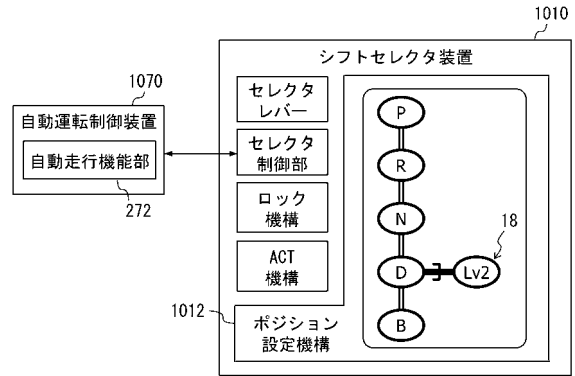 1010
シフトセレクタ装置
1070
自動運転制御装置
自動走行機能部
272
セレクタ
レバー
セレクタ
制御部
ロック
機構
ACT
機構
1012
ポジション
設定機構
P
R
N
D
B
Lv2
18